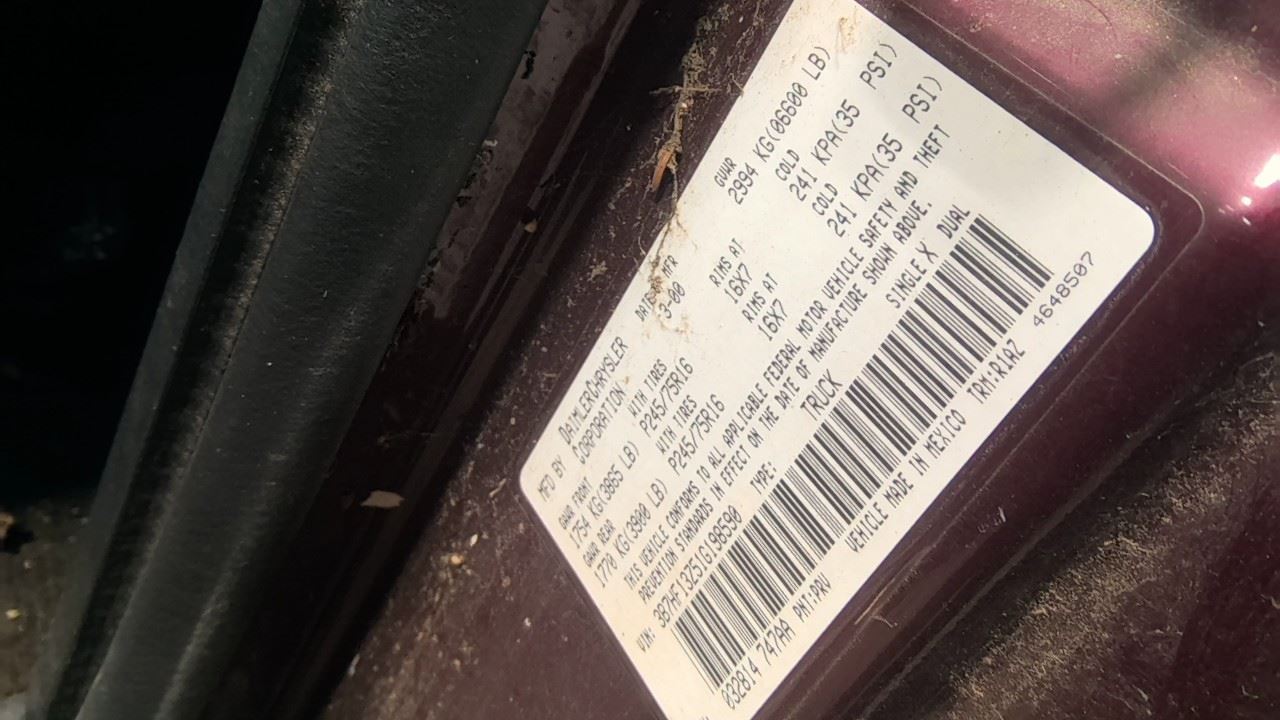 MFD BY DAIMLERCHRYSLER CORPORATION DATE OF MFR 3-00 GVWR 2994 KG(06600 LB)
GAWR FRONT WITH TIRES RIMS AT COLD
1754 KG(3865 LB) P245/75R16 16X7 241 KPA(35 PSI)
GAWR REAR WITH TIRES RIMS AT COLD
1770 KG(3900 LB) P245/75R16 16X7 241 KPA(35 PSI)
THIS VEHICLE CONFORMS TO ALL APPLICABLE FEDERAL MOTOR VEHICLE SAFETY AND THEFT
PREVENTION STANDARDS IN EFFECT ON THE DATE OF MANUFACTURE SHOWN ABOVE.
VIN: 3B7HF13Z51G198590 TYPE: TRUCK SINGLE X DUAL
032814 747AA PNT:PRV VEHICLE MADE IN MEXICO TRM:R1AZ 4648507